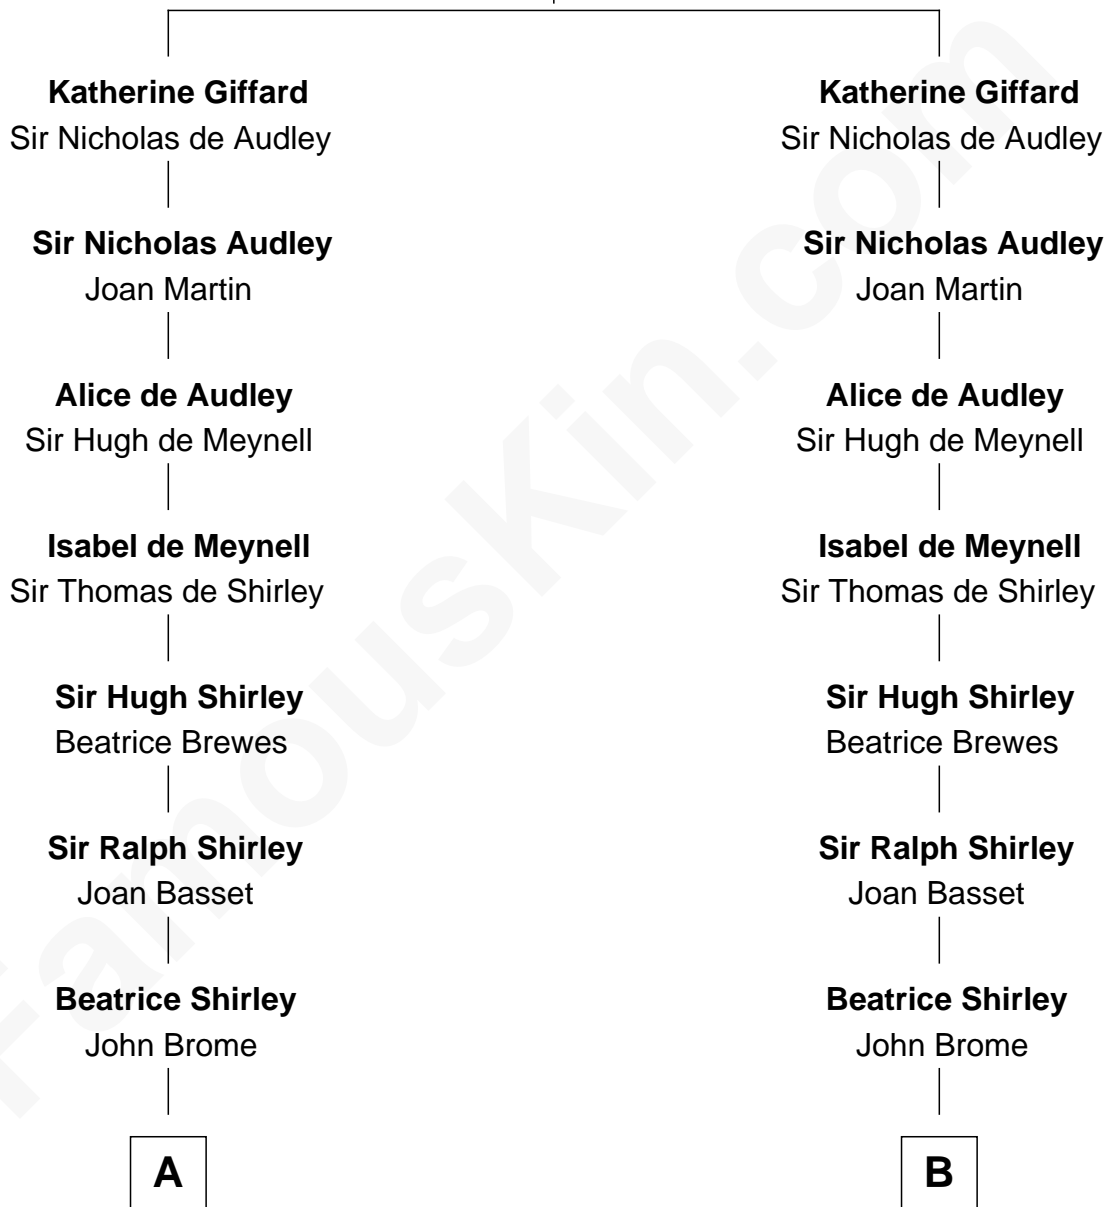 Katherine Giffard
Sir Nicholas de Audley
Sir Nicholas Audley
Joan Martin
Alice de Audley
Sir Hugh de Meynell
Isabel de Meynell
Sir Thomas de Shirley
Sir Hugh Shirley
Beatrice Brewes
Sir Ralph Shirley
Joan Basset
Beatrice Shirley
John Brome
A
Katherine Giffard
Sir Nicholas de Audley
Sir Nicholas Audley
Joan Martin
Alice de Audley
Sir Hugh de Meynell
Isabel de Meynell
Sir Thomas de Shirley
Sir Hugh Shirley
Beatrice Brewes
Sir Ralph Shirley
Joan Basset
Beatrice Shirley
John Brome
B
FamousKin.com